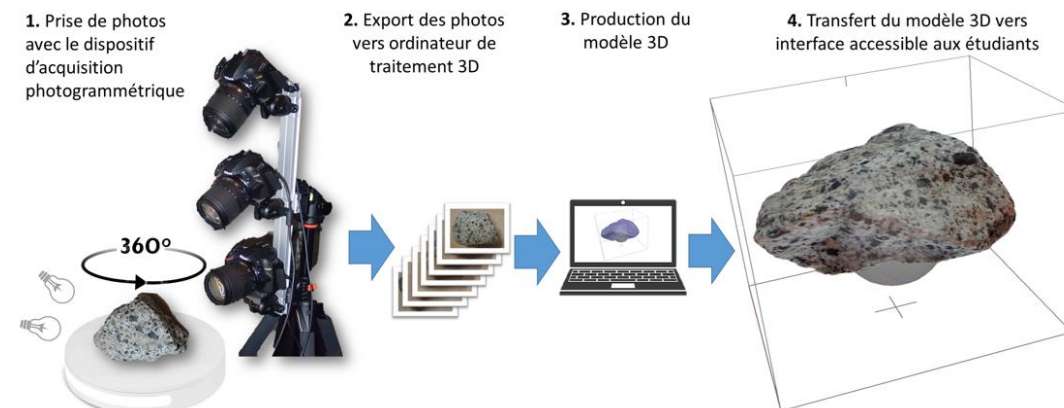 1. Prise de photos
avec le dispositif
d'acquisition
photogrammétrique
2. Export des photos
vers ordinateur de
traitement 3D
3. Production du
modèle 3D
4. Transfert du modèle 3D vers
interface accessible aux étudiants
360°